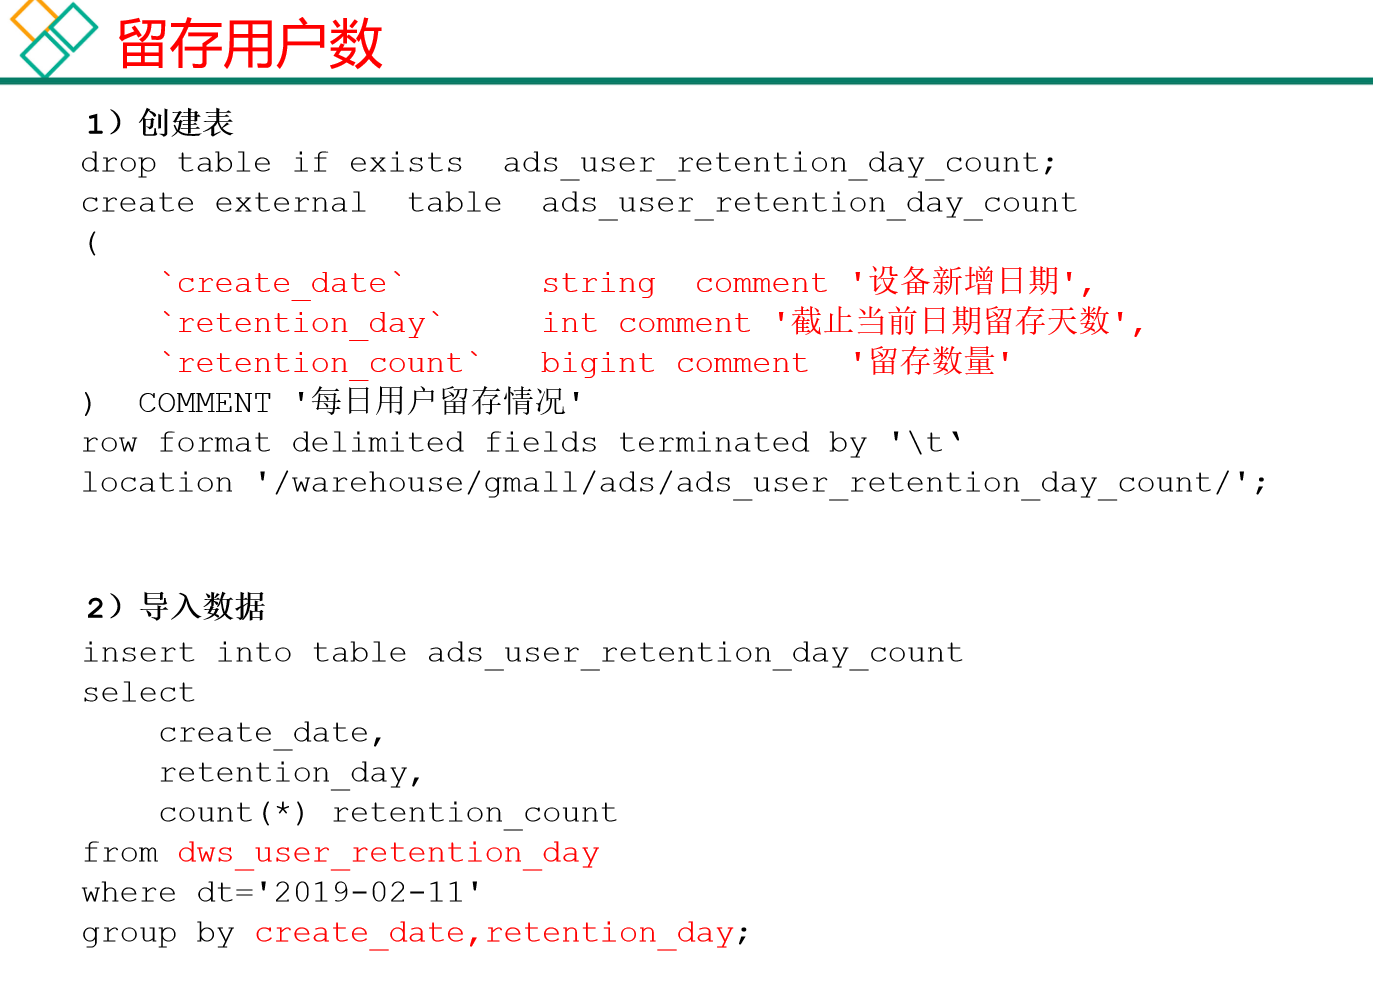 留存用户数
1）创建表
drop table if exists  ads_user_retention_day_count;
create external  table  ads_user_retention_day_count
(
    `create_date`       string  comment '设备新增日期',
    `retention_day`     int comment '截止当前日期留存天数',
    `retention_count`   bigint comment  '留存数量'
)  COMMENT '每日用户留存情况'
row format delimited fields terminated by '\t‘
location '/warehouse/gmall/ads/ads_user_retention_day_count/';
2）导入数据
insert into table ads_user_retention_day_count
select
    create_date,
    retention_day,
    count(*) retention_count
from dws_user_retention_day
where dt='2019-02-11'
group by create_date,retention_day;